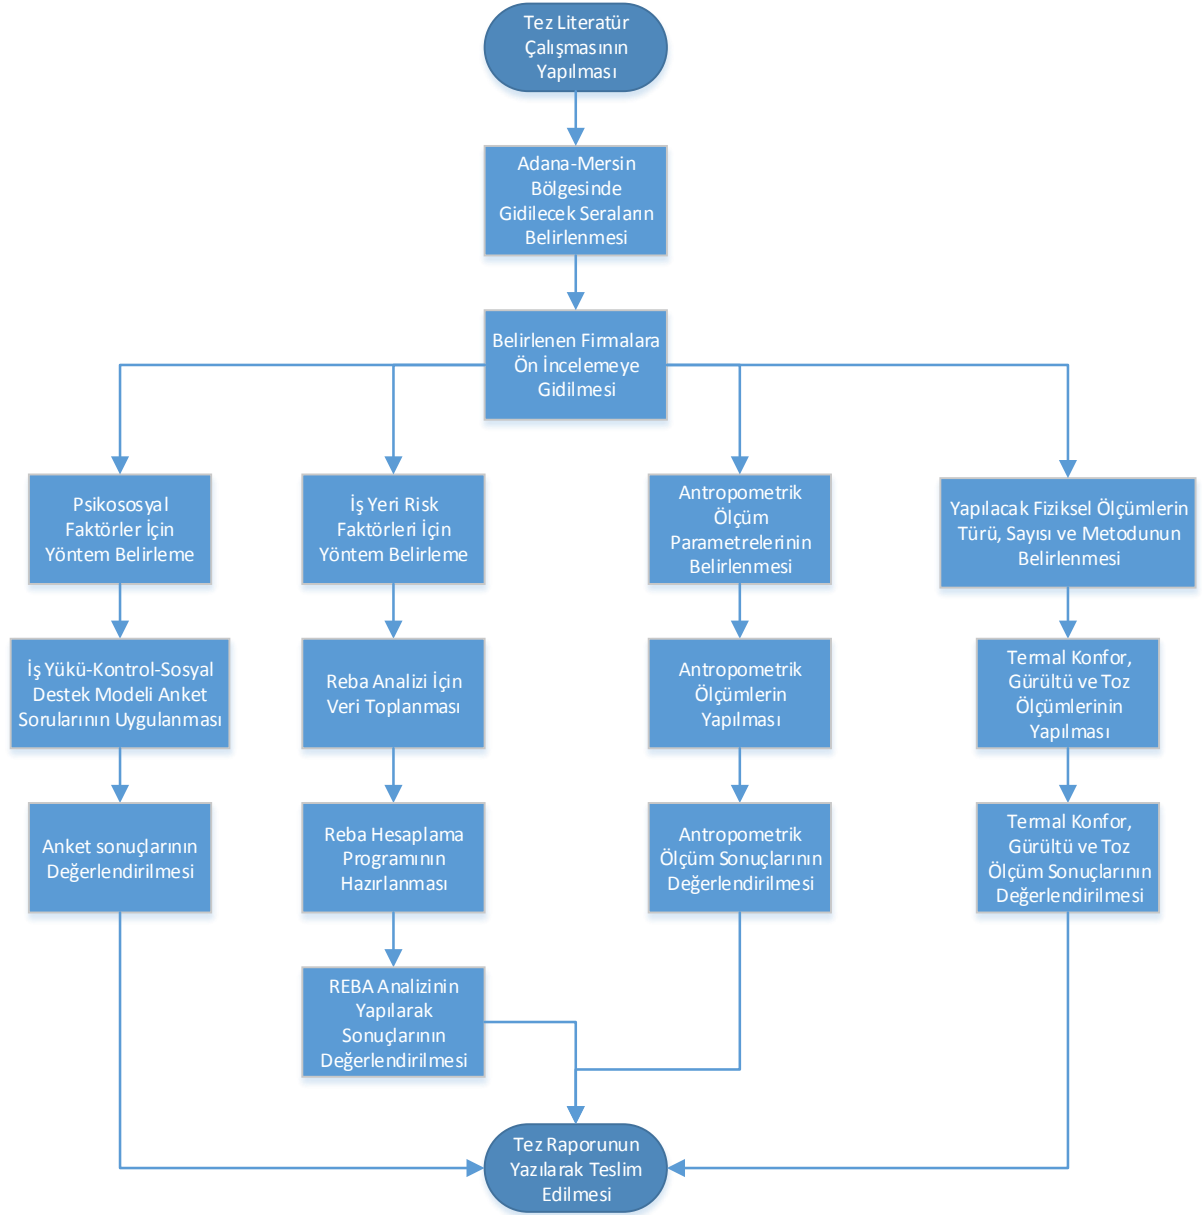 Tez Literatür
Çalışmasının
Yapılması
Adana-Mersin
Bölgesinde
Gidilecek Seraların
Belirlenmesi
Belirlenen Firmalara
Ön İncelemeye
Gidilmesi
Psikososyal
Faktörler İçin
Yöntem Belirleme
İş Yeri Risk
Faktörleri İçin
Yöntem Belirleme
Antropometrik
Ölçüm
Parametrelerinin
Belirlenmesi
Yapılacak Fiziksel Ölçümlerin
Türü, Sayısı ve Metodunun
Belirlenmesi
İş Yükü-Kontrol-Sosyal
Destek Modeli Anket
Sorularının Uygulanması
Reba Analizi İçin
Veri Toplanması
Antropometrik
Ölçümlerin
Yapılması
Termal Konfor,
Gürültü ve Toz
Ölçümlerinin
Yapılması
Anket sonuçlarının
Değerlendirilmesi
Reba Hesaplama
Programının
Hazırlanması
Antropometrik
Ölçüm Sonuçlarının
Değerlendirilmesi
Termal Konfor,
Gürültü ve Toz
Ölçüm Sonuçlarının
Değerlendirilmesi
REBA Analizinin
Yapılarak
Sonuçlarının
Değerlendirilmesi
Tez Raporunun
Yazılarak Teslim
Edilmesi